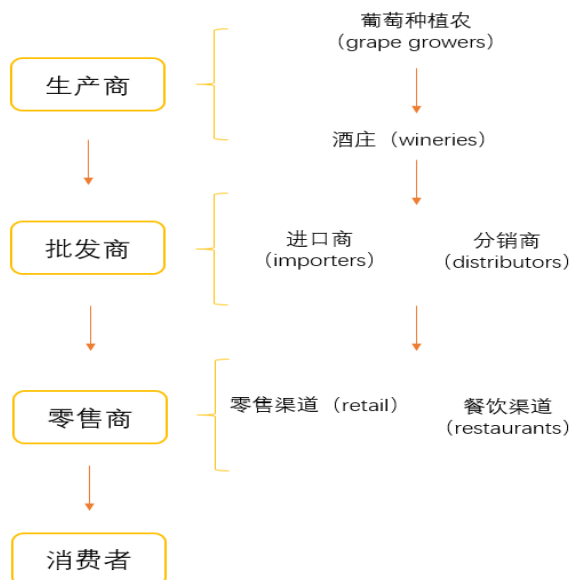 葡萄种植农
（grape growers）
生产商
酒庄（wineries）
批发商
进口商
（importers）
分销商
（distributors）
零售商
零售渠道（retail）
餐饮渠道
（restaurants）
消费者